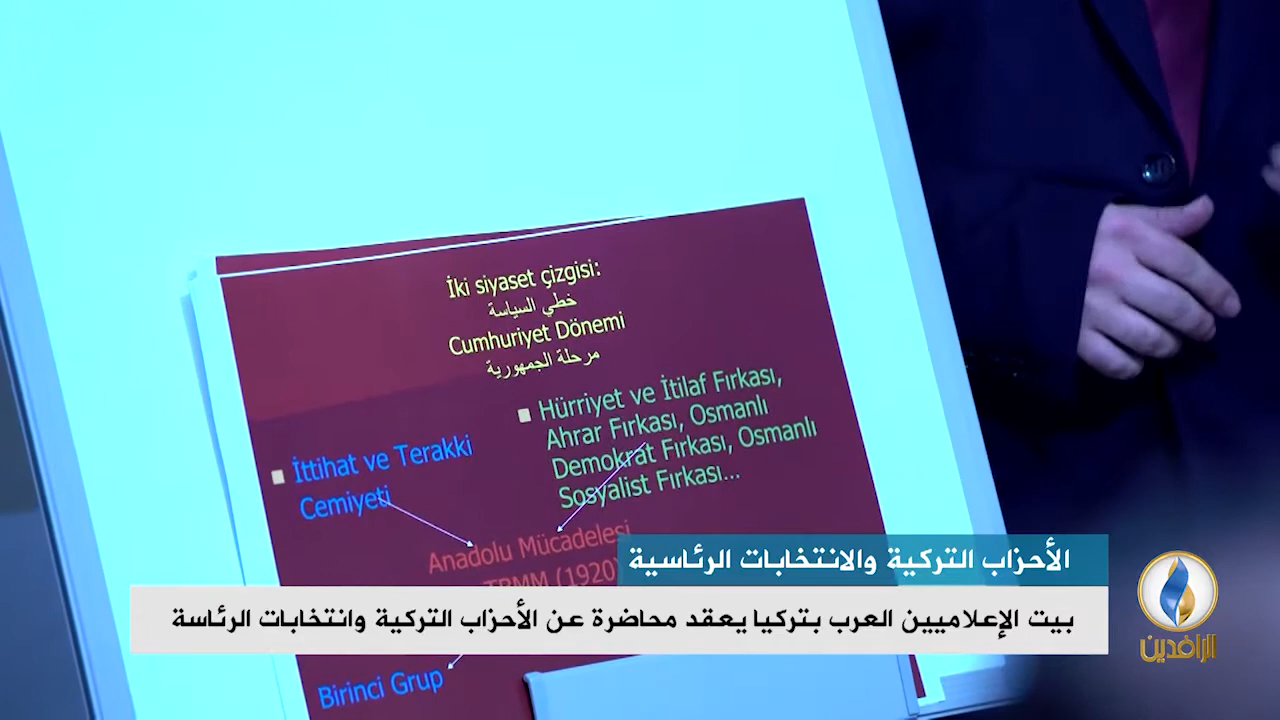 İki siyaset çizgisi:
خطي السياسة
Cumhuriyet Dönemi
مرحلة الجمهورية
İttihat ve Terakki
Cemiyeti
Hürriyet ve İtilaf Fırkası,
Ahrar Fırkası, Osmanlı
Demokrat Fırkası, Osmanlı
Sosyalist Fırkası...
Anadolu Mücadelesi
TBMM (1920)
Birinci Grup
الأحزاب التركية والانتخابات الرئاسية
بيت الإعلاميين العرب بتركيا يعقد محاضرة عن الأحزاب التركية وانتخابات الرئاسة
الرافدين